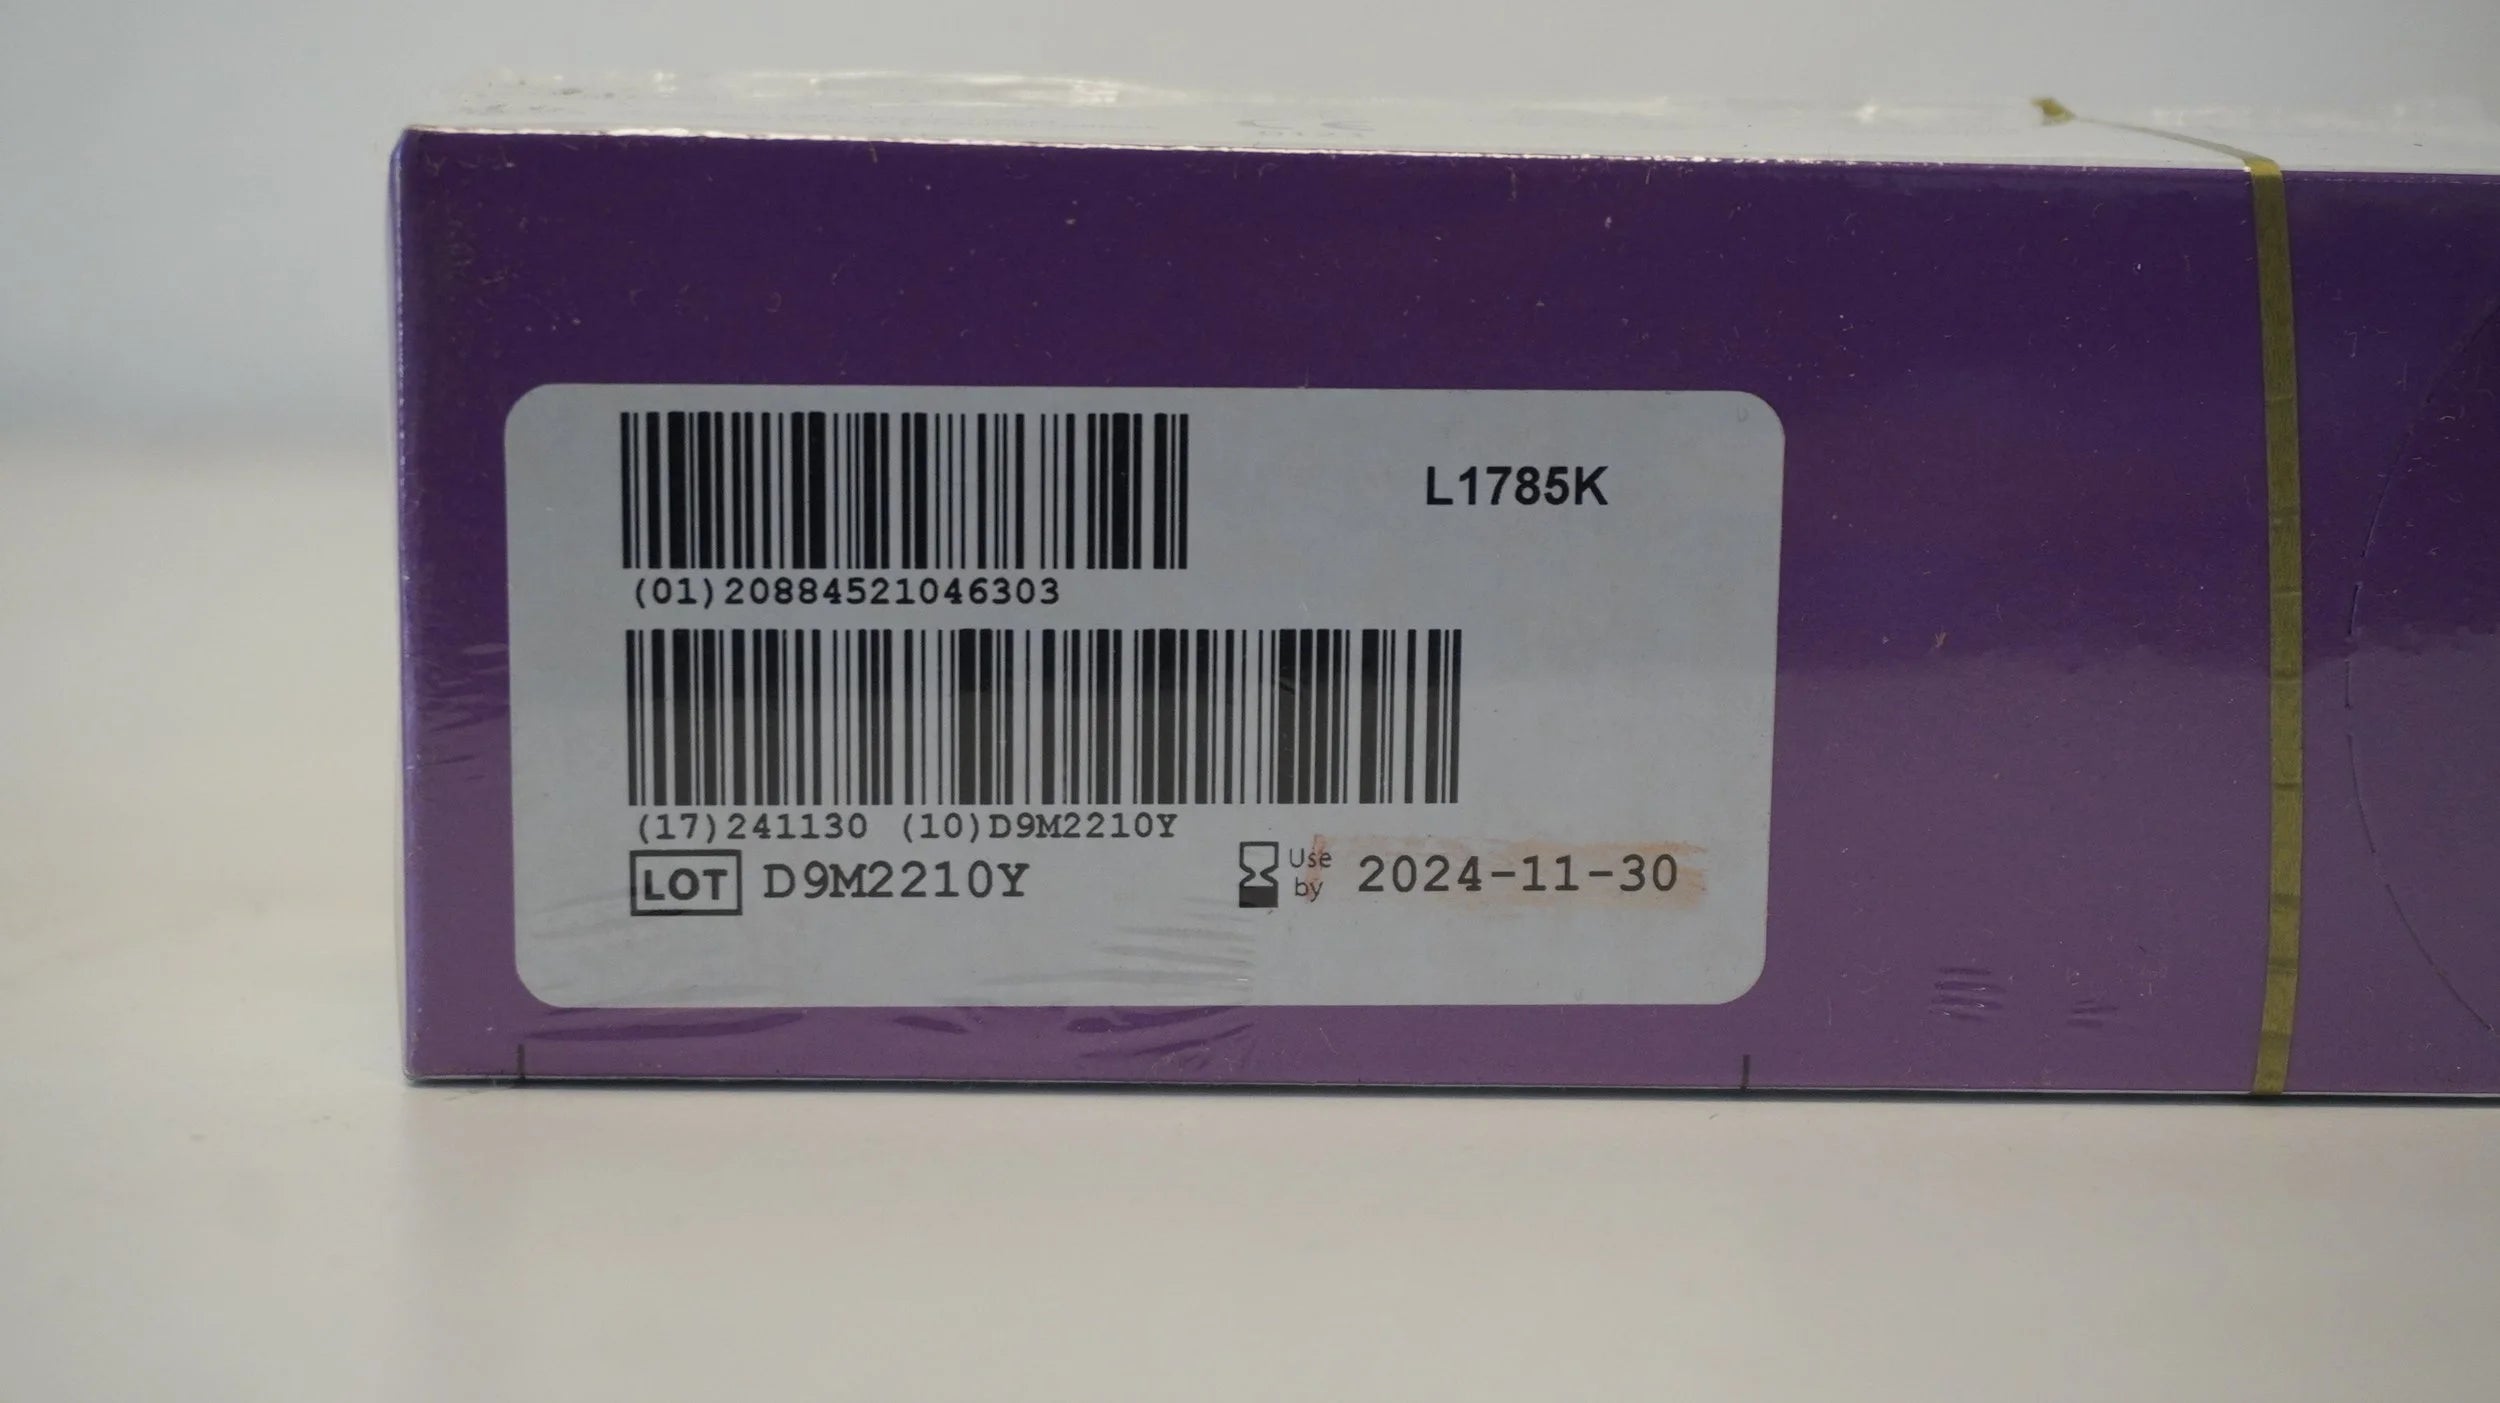 L1785K
(01)20884521046303
(17)241130 (10)D9M2210Y
LOT D9M2210Y
Use by 2024-11-30